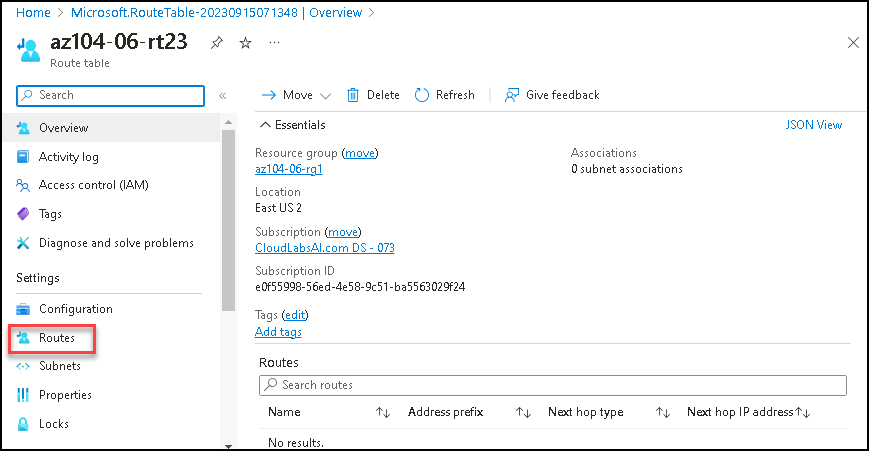 Home > Microsoft.RouteTable-20230915071348 | Overview >
az104-06-rt23
Route table
Search
Overview
Activity log
Access control (IAM)
Tags
Diagnose and solve problems
Settings
Configuration
Routes
Subnets
Properties
Locks
Move
Delete
Refresh
Give feedback
Essentials
JSON View
Resource group (move)
az104-06-rg1
Associations
0 subnet associations
Location
East US 2
Subscription (move)
CloudLabsAI.com DS - 073
Subscription ID
e0f55998-56ed-4e58-9c51-ba5563029f24
Tags (edit)
Add tags
Routes
Search routes
Name Address prefix Next hop type Next hop IP address
No results.